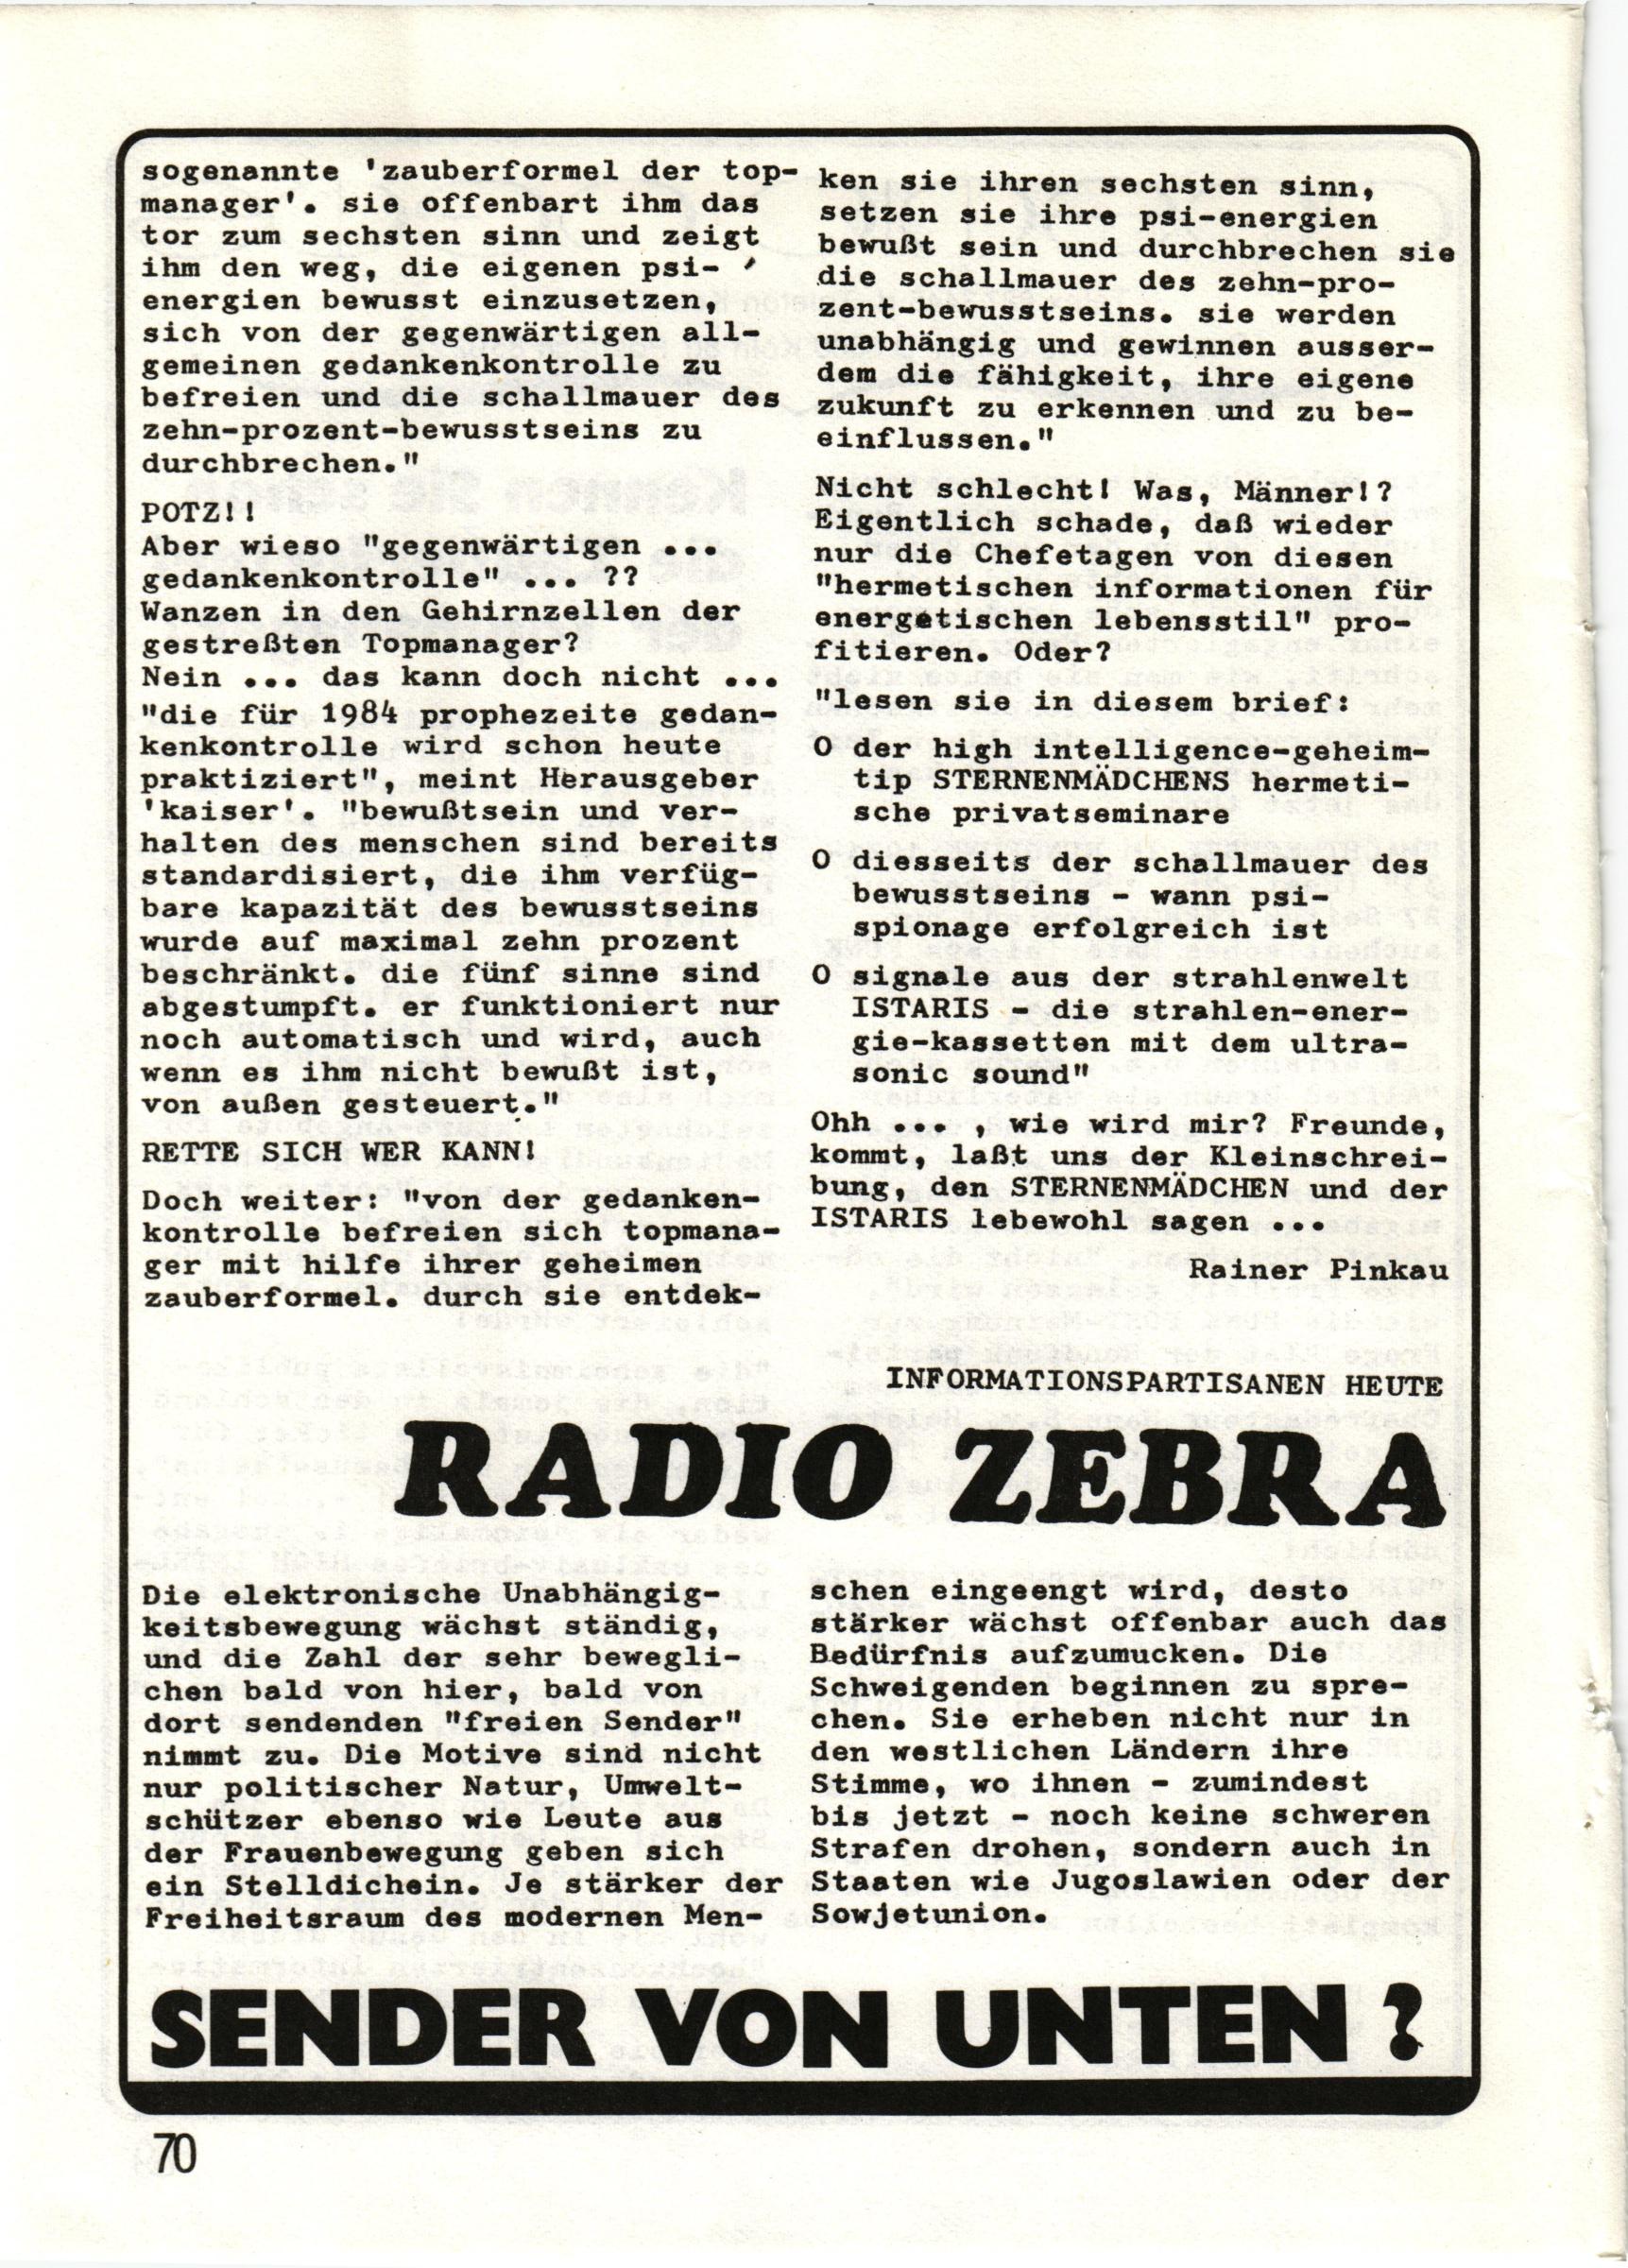 sogenannte 'zauberformel der top-
manager'. sie offenbart ihm das
tor zum sechsten sinn und zeigt
ihm den weg, die eigenen psi-
energien bewusst einzusetzen,
sich von der gegenwärtigen all-
gemeinen gedankenkontrolle zu
befreien und die schallmauer des
zehn-prozent-bewusstseins zu
durchbrechen."
POTZ!!
Aber wieso "gegenwärtigen ...
gedankenkontrolle" ... ??
Wanzen in den Gehirnzellen der
gestreßten Topmanager?
Nein ... das kann doch nicht ...
"die für 1984 prophezeite gedan-
kenkontrolle wird schon heute
praktiziert", meint Herausgeber
'kaiser'. "bewußtsein und ver-
halten des menschen sind bereits
standardisiert, die ihm verfüg-
bare kapazität des bewusstseins
wurde auf maximal zehn prozent
beschränkt. die fünf sinne sind
abgestumpft. er funktioniert nur
noch automatisch und wird, auch
wenn es ihm nicht bewußt ist,
von außen gesteuert."
RETTE SICH WER KANN!
Doch weiter: "von der gedanken-
kontrolle befreien sich topmana-
ger mit hilfe ihrer geheimen
zauberformel. durch sie entdek-
ken sie ihren sechsten sinn,
setzen sie ihre psi-energien
bewußt sein und durchbrechen sie
die schallmauer des zehn-pro-
zent-bewusstseins. sie werden
unabhängig und gewinnen ausser-
dem die fähigkeit, ihre eigene
zukunft zu erkennen und zu be-
einflussen."
Nicht schlecht! Was, Männer!?
Eigentlich schade, daß wieder
nur die Chefetagen von diesen
"hermetischen informationen für
energetischen lebensstil" pro-
fitieren. Oder?
"lesen sie in diesem brief:
O der high intelligence-geheim-
tip STERNENMÄDCHENS hermeti-
sche privatseminare
O diesseits der schallmauer des
bewusstseins - wann psi-
spionage erfolgreich ist
O signale aus der strahlenwelt
ISTARIS - die strahlen-ener-
gie-kassetten mit dem ultra-
sonic sound"
Ohh ... , wie wird mir? Freunde,
kommt, laßt uns der Kleinschrei-
bung, den STERNENMÄDCHEN und der
ISTARIS lebewohl sagen ...
Rainer Pinkau
INFORMATIONSPARTISANEN HEUTE
RADIO ZEBRA
Die elektronische Unabhängig-
keitsbewegung wächst ständig,
und die Zahl der sehr bewegli-
chen bald von hier, bald von
dort sendenden "freien Sender"
nimmt zu. Die Motive sind nicht
nur politischer Natur, Umwelt-
schützer ebenso wie Leute aus
der Frauenbewegung geben sich
ein Stelldichein. Je stärker der
Freiheitsraum des modernen Men-
schen eingeengt wird, desto
stärker wächst offenbar auch das
Bedürfnis aufzumucken. Die
Schweigenden beginnen zu spre-
chen. Sie erheben nicht nur in
den westlichen Ländern ihre
Stimme, wo ihnen - zumindest
bis jetzt - noch keine schweren
Strafen drohen, sondern auch in
Staaten wie Jugoslawien oder der
Sowjetunion.
SENDER VON UNTEN ?
70